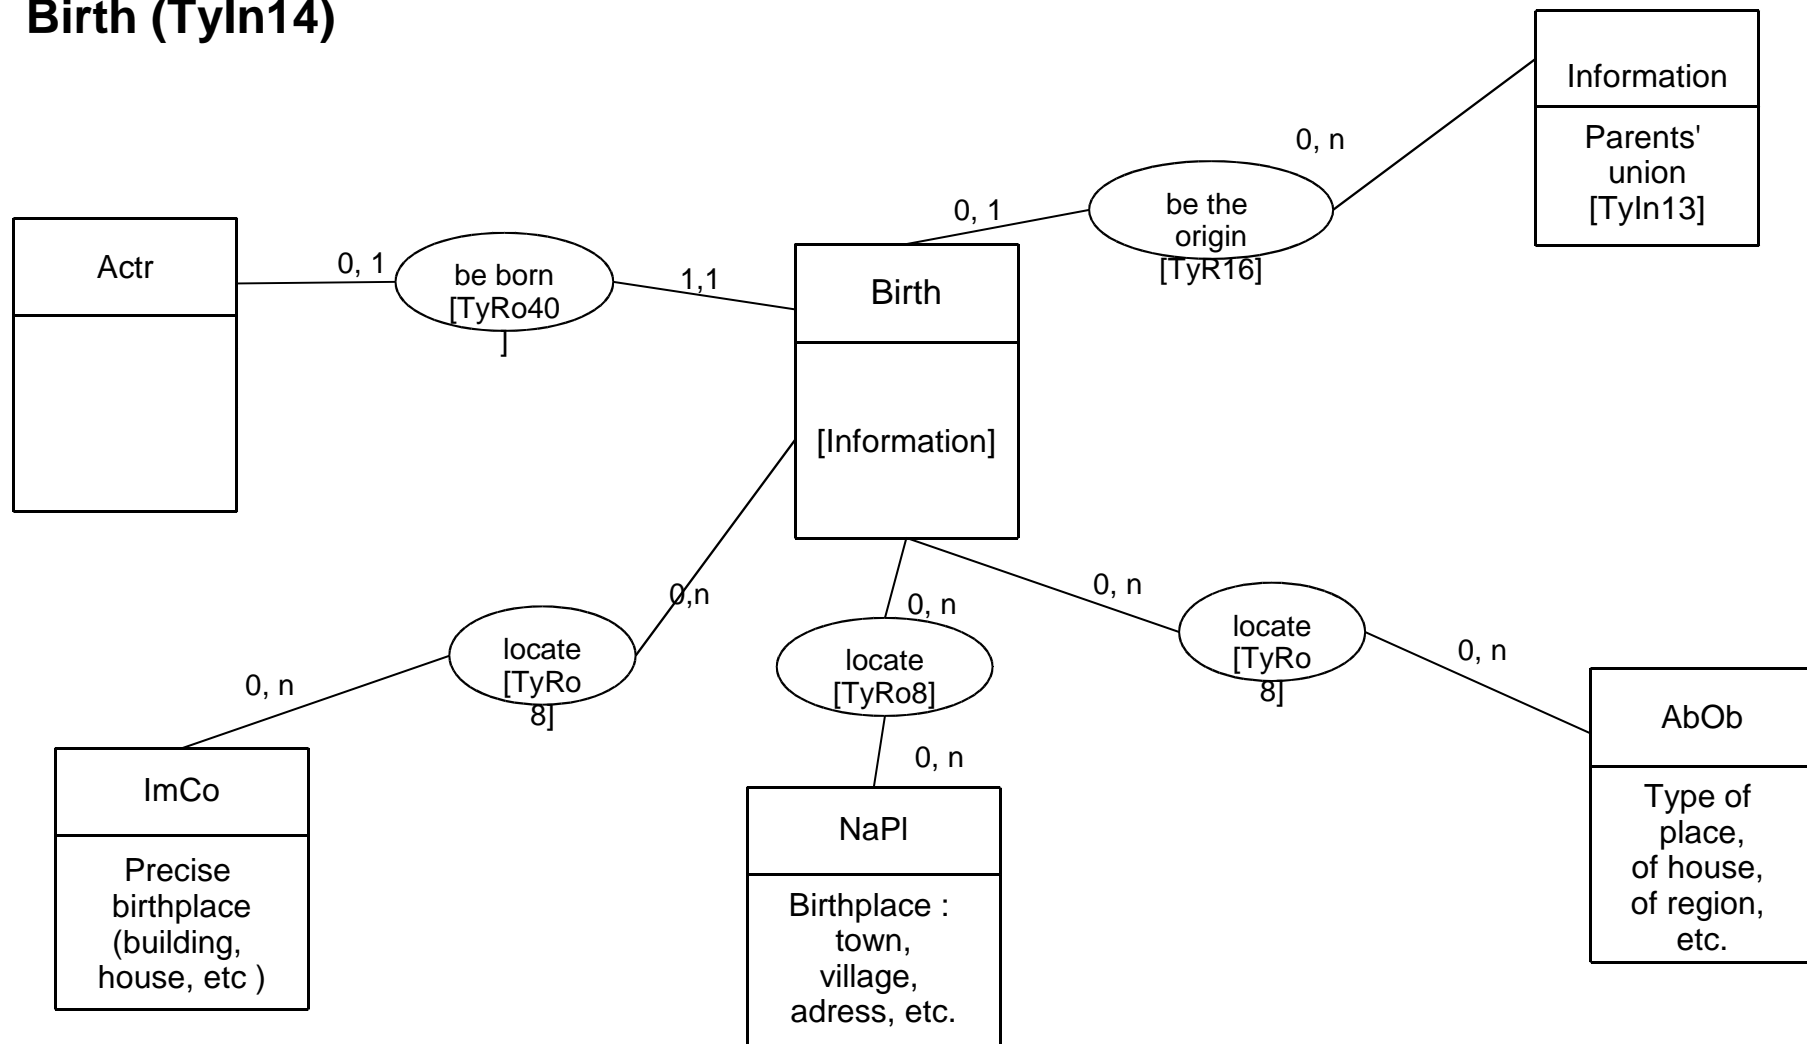 Birth (TyIn14)
Information
Parents'
union
[TyIn13]
0, n
be the
origin
[TyR16]
0, 1
Actr
0, 1
be born
[TyRo40
]
1,1
Birth
[Information]
0,n
locate
[TyRo
8]
0, n
ImCo
Precise
birthplace
(building,
house, etc )
0, n
locate
[TyRo8]
0, n
NaPl
Birthplace :
town,
village,
adress, etc.
0, n
locate
[TyRo
8]
0, n
AbOb
Type of
place,
of house,
of region,
etc.